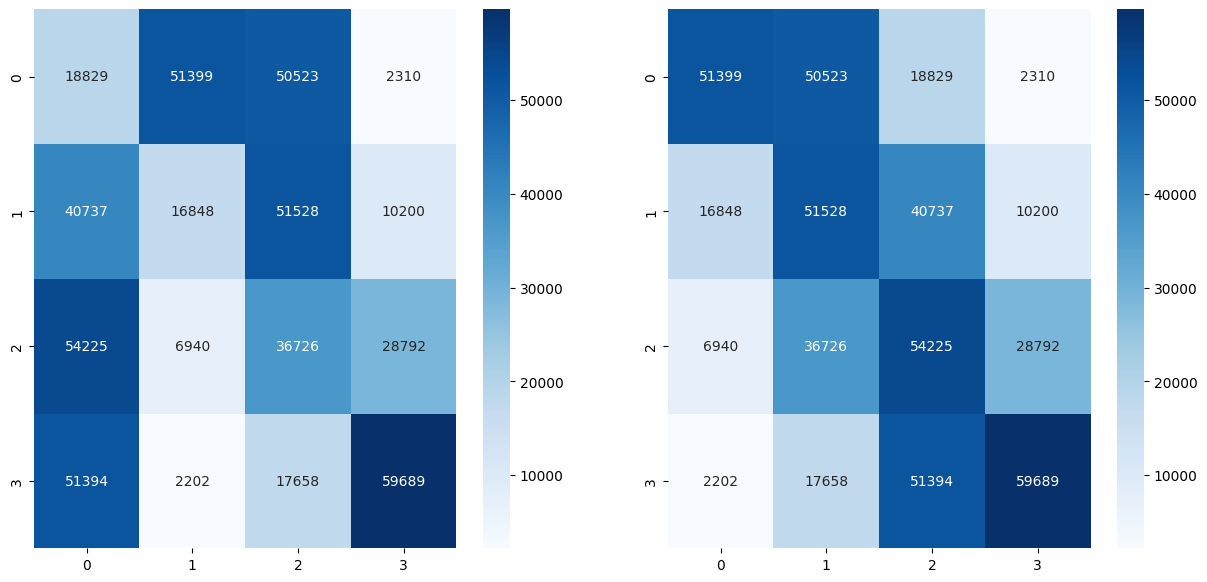 0 18829 51399 50523 2310
1 40737 16848 51528 10200
2 54225 6940 36726 28792
3 51394 2202 17658 59689
0 1 2 3
50000
40000
30000
20000
10000
0 51399 50523 18829 2310
1 16848 51528 40737 10200
2 6940 36726 54225 28792
3 2202 17658 51394 59689
0 1 2 3
50000
40000
30000
20000
10000